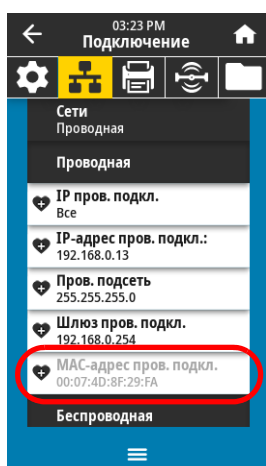 03:23 PM
Подключение
Сети
Проводная
Проводная
IP пров. подкл.
Все
IP-адрес пров. подкл.:
192.168.0.13
Пров. подсеть
255.255.255.0
Шлюз пров. подкл.
192.168.0.254
MAC-адрес пров. подкл.
00:07:4D:8F:29:FA
Беспроводная